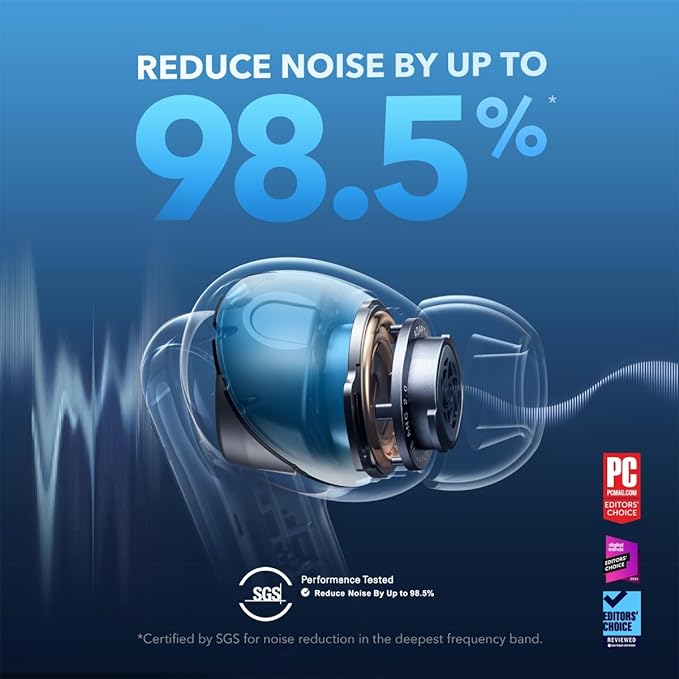 REDUCE NOISE BY UP TO
98.5%*
PC
PCMAG.COM
EDITORS'
CHOICE
digital
trends
EDITORS'
CHOICE
SGS
Performance Tested
Reduce Noise By Up to 98.5%
EDITORS'
CHOICE
REVIEWED
*Certified by SGS for noise reduction in the deepest frequency band.